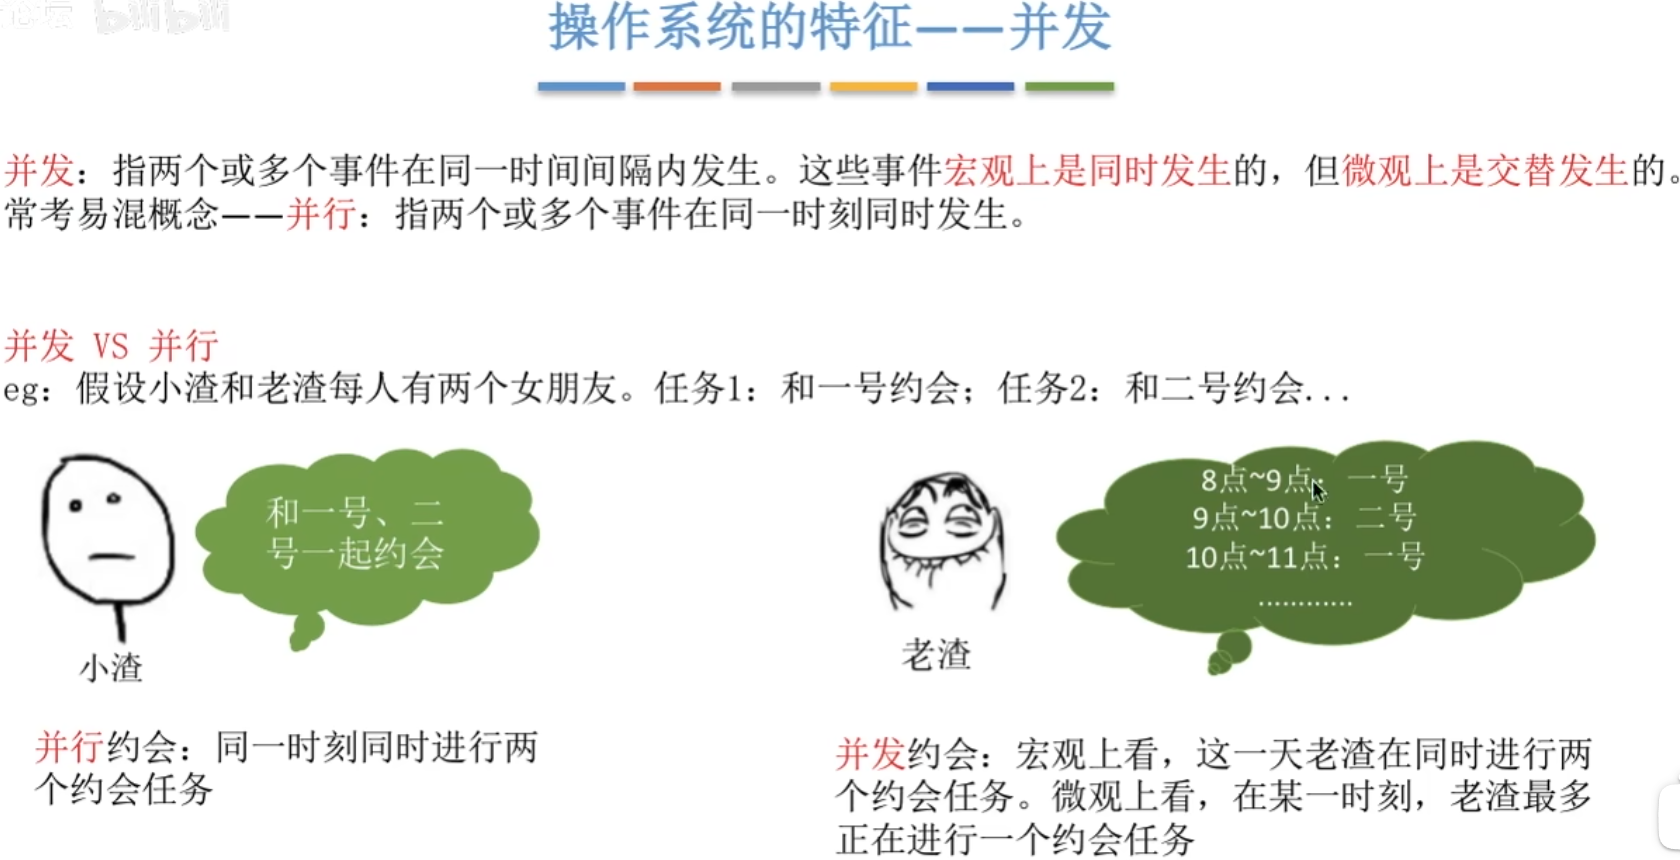 论坛 bilibili
操作系统的特征——并发
并发：指两个或多个事件在同一时间间隔内发生。这些事件宏观上是同时发生的，但微观上是交替发生的。
常考易混概念——并行：指两个或多个事件在同一时刻同时发生。
并发 VS 并行
eg：假设小渣和老渣每人有两个女朋友。任务1：和一号约会；任务2：和二号约会...
和一号、二
号一起约会
小渣
并行约会：同一时刻同时进行两
个约会任务
8点~9点：一号
9点~10点：二号
10点~11点：一号
............
老渣
并发约会：宏观上看，这一天老渣在同时进行两
个约会任务。微观上看，在某一时刻，老渣最多
正在进行一个约会任务